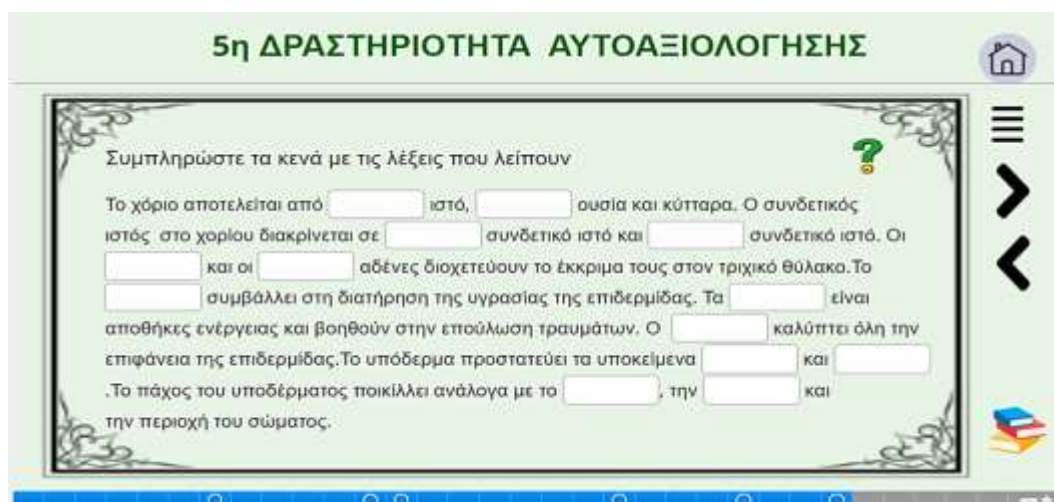 5η ΔΡΑΣΤΗΡΙΟΤΗΤΑ ΑΥΤΟΑΞΙΟΛΟΓΗΣΗΣ
Συμπληρώστε τα κενά με τις λέξεις που λείπουν
Το χόριο αποτελείται από ιστό, ουσία και κύτταρα. Ο συνδετικός
ιστός στο χορίου διακρίνεται σε συνδετικό ιστό και συνδετικό ιστό. Οι
και οι αδένες διοχετεύουν το έκκριμα τους στον τριχικό θύλακο.Το
συμβάλλει στη διατήρηση της υγρασίας της επιδερμίδας. Τα είναι
αποθήκες ενέργειας και βοηθούν στην επούλωση τραυμάτων. Ο καλύπτει όλη την
επιφάνεια της επιδερμίδας.Το υπόδερμα προστατεύει τα υποκείμενα και
.Το πάχος του υποδέρματος ποικίλλει ανάλογα με το , την και
την περιοχή του σώματος.